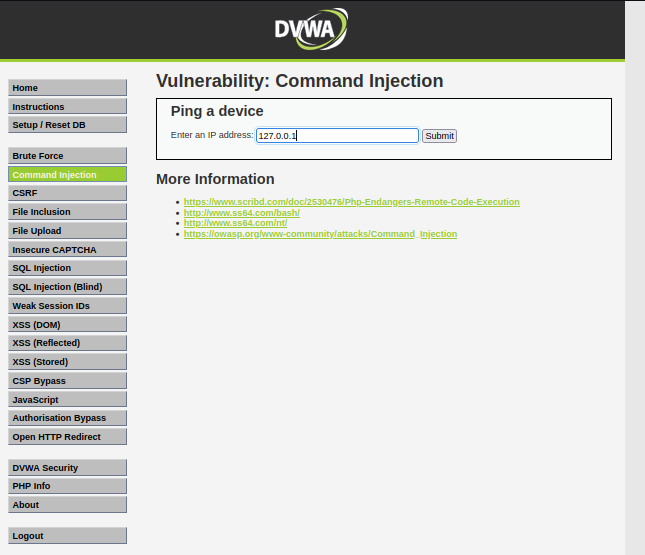 DVWA
Home
Instructions
Setup / Reset DB
Brute Force
Command Injection
CSRF
File Inclusion
File Upload
Insecure CAPTCHA
SQL Injection
SQL Injection (Blind)
Weak Session IDs
XSS (DOM)
XSS (Reflected)
XSS (Stored)
CSP Bypass
JavaScript
Authorisation Bypass
Open HTTP Redirect
DVWA Security
PHP Info
About
Logout
Vulnerability: Command Injection
Ping a device
Enter an IP address: 127.0.0.1 Submit
More Information
• https://www.scribd.com/doc/2530476/Php-Endangers-Remote-Code-Execution
• http://www.ss64.com/bash/
• http://www.ss64.com/nt/
• https://owasp.org/www-community/attacks/Command_Injection